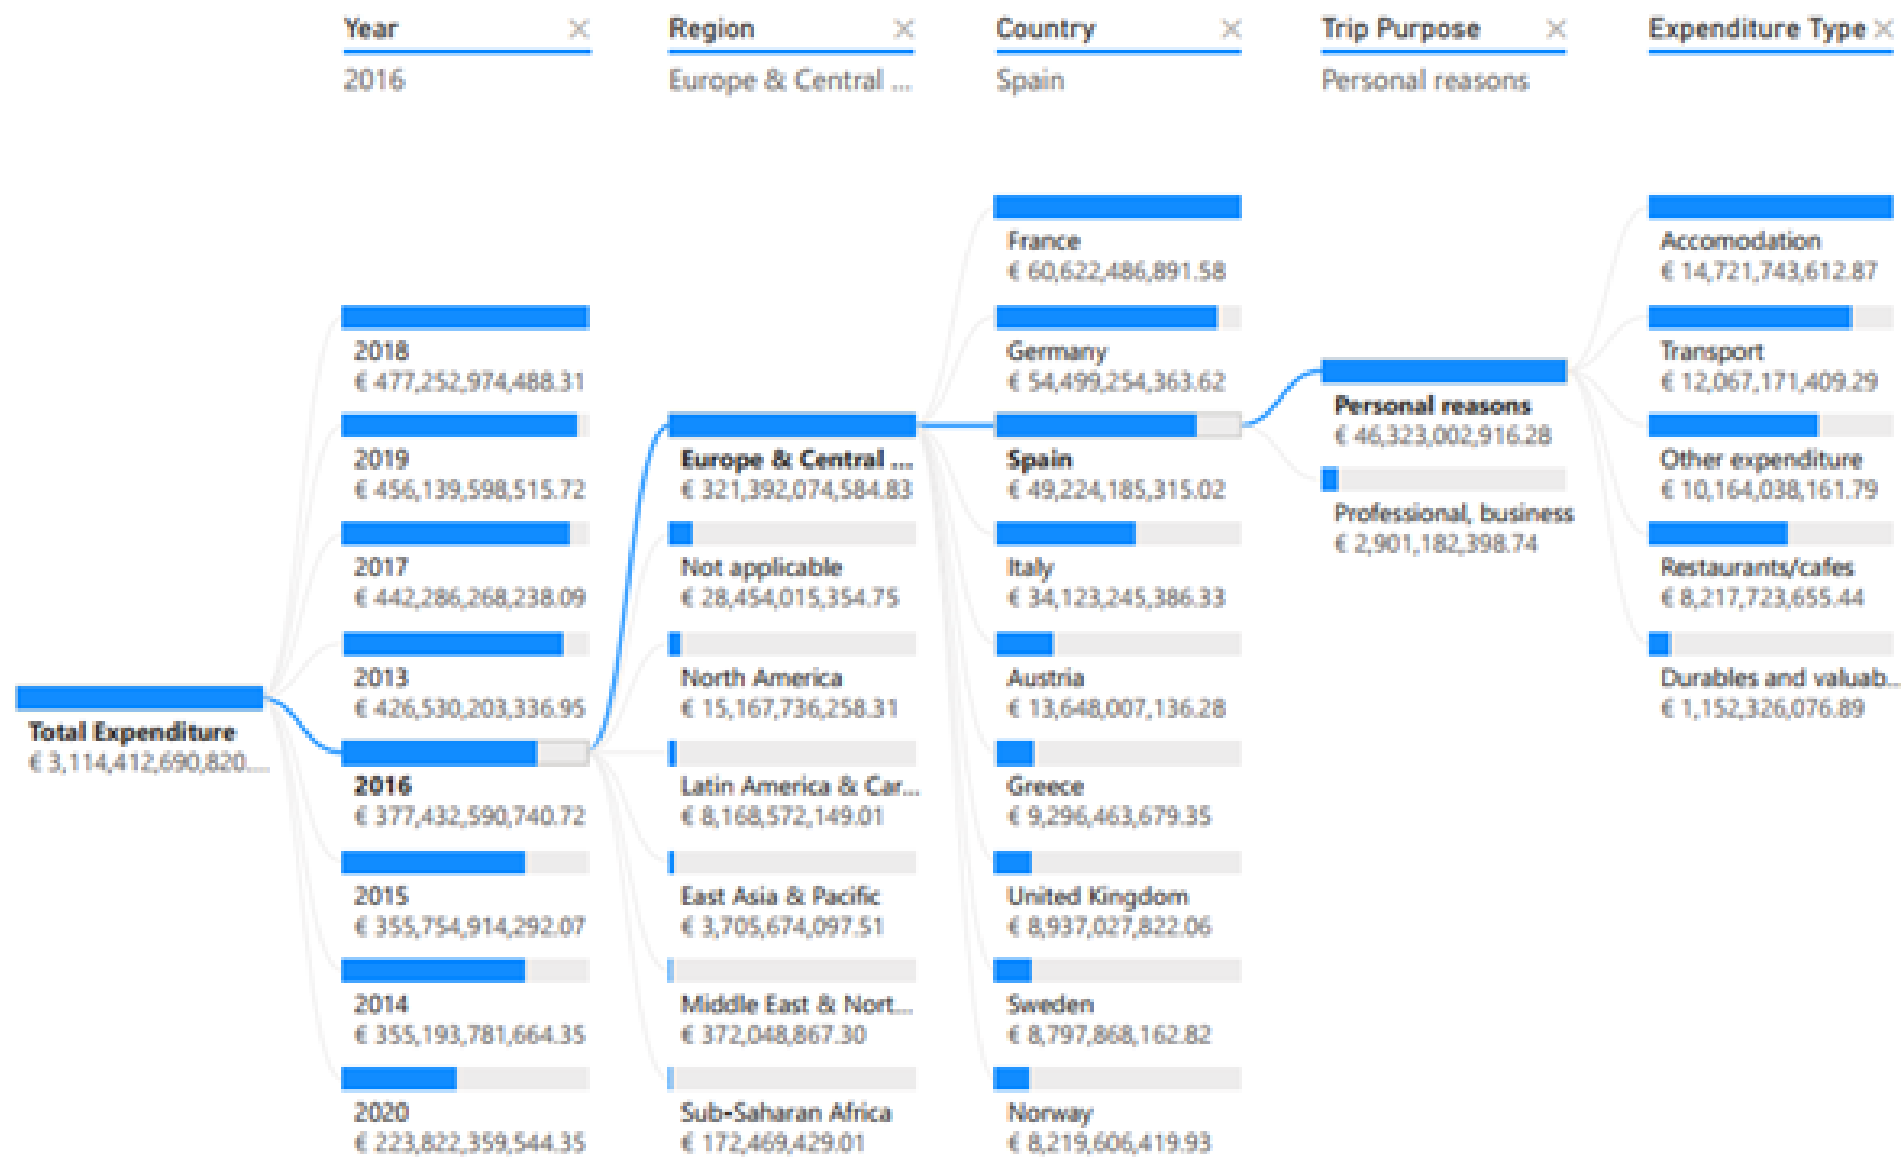 Year ×
2016
Region ×
Europe & Central ...
Country ×
Spain
Trip Purpose ×
Personal reasons
Expenditure Type ×
Total Expenditure
€ 3,114,412,690,820....
2018
€ 477,252,974,488.31
2019
€ 456,139,598,515.72
2017
€ 442,286,268,238.09
2013
€ 426,530,203,336.95
2016
€ 377,432,590,740.72
2015
€ 355,754,914,292.07
2014
€ 355,193,781,664.35
2020
€ 223,822,359,544.35
Europe & Central ...
€ 321,392,074,584.83
Not applicable
€ 28,454,015,354.75
North America
€ 15,167,736,258.31
Latin America & Car...
€ 8,168,572,149.01
East Asia & Pacific
€ 3,705,674,097.51
Middle East & Nort...
€ 372,048,867.30
Sub-Saharan Africa
€ 172,469,429.01
France
€ 60,622,486,891.58
Germany
€ 54,499,254,363.62
Spain
€ 49,224,185,315.02
Italy
€ 34,123,245,386.33
Austria
€ 13,648,007,136.28
Greece
€ 9,296,463,679.35
United Kingdom
€ 8,937,027,822.06
Sweden
€ 8,797,868,162.82
Norway
€ 8,219,606,419.93
Personal reasons
€ 46,323,002,916.28
Professional, business
€ 2,901,182,398.74
Accomodation
€ 14,721,743,612.87
Transport
€ 12,067,171,409.29
Other expenditure
€ 10,164,038,161.79
Restaurants/cafes
€ 8,217,723,655.44
Durables and valuab...
€ 1,152,326,076.89